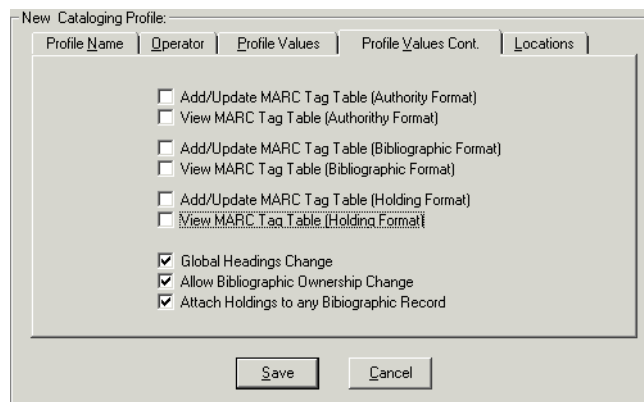 New Cataloging Profile:
Profile Name Operator Profile Values Profile Values Cont. Locations
Add/Update MARC Tag Table (Authority Format)
View MARC Tag Table (Authorithy Format)
Add/Update MARC Tag Table (Bibliographic Format)
View MARC Tag Table (Bibliographic Format)
Add/Update MARC Tag Table (Holding Format)
View MARC Tag Table (Holding Format)
Global Headings Change
Allow Bibliographic Ownership Change
Attach Holdings to any Bibiographic Record
Save Cancel